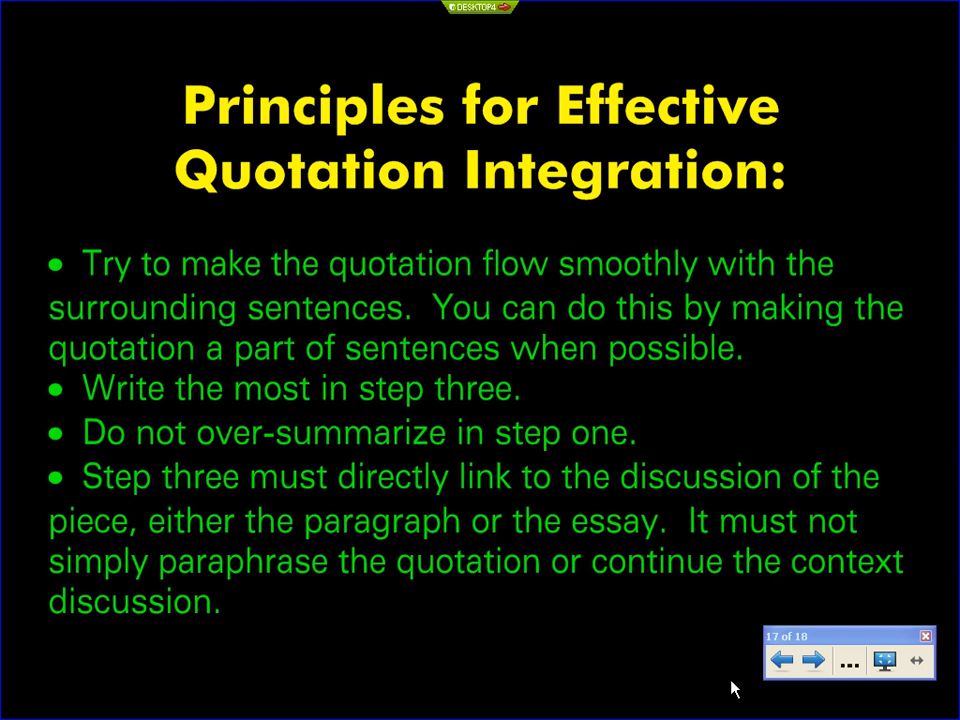 DESKTOP4
Principles for Effective
Quotation Integration:
• Try to make the quotation flow smoothly with the
surrounding sentences.  You can do this by making the
quotation a part of sentences when possible.
• Write the most in step three.
• Do not over-summarize in step one.
• Step three must directly link to the discussion of the
piece, either the paragraph or the essay.  It must not
simply paraphrase the quotation or continue the context
discussion.
17 of 18
...